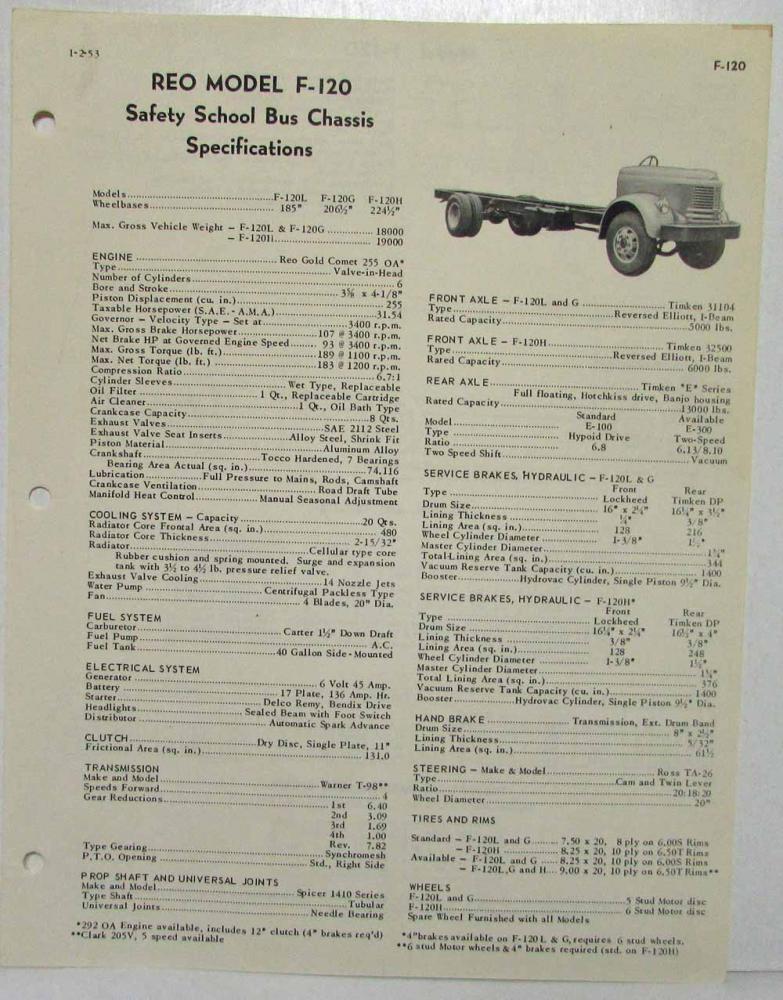 1-2-53
F-120
REO MODEL F-120
Safety School Bus Chassis
Specifications
Models.....F-120L F-120G F-120H
Wheelbases.....185" 206½" 224½"
Max. Gross Vehicle Weight — F-120L & F-120G.....18000
— F-120H.....19000
ENGINE.....Reo Gold Comet 255 OA*
Type.....Valve-in-Head
Number of Cylinders.....6
Bore and Stroke.....3⅝ x 4-1/8"
Piston Displacement (cu. in.).....255
Taxable Horsepower (S.A.E. - A.M.A.).....31.54
Governor — Velocity Type — Set at.....3400 r.p.m.
Max. Gross Brake Horsepower.....107 @ 3400 r.p.m.
Net Brake HP at Governed Engine Speed.....93 @ 3400 r.p.m.
Max. Gross Torque (lb. ft.).....189 @ 1100 r.p.m.
Max. Net Torque (lb. ft.).....183 @ 1200 r.p.m.
Compression Ratio.....6.7:1
Cylinder Sleeves.....Wet Type, Replaceable
Oil Filter.....1 Qt., Replaceable Cartridge
Air Cleaner.....1 Qt., Oil Bath Type
Crankcase Capacity.....8 Qts.
Exhaust Valves.....SAE 2112 Steel
Exhaust Valve Seat Inserts.....Alloy Steel, Shrink Fit
Piston Material.....Aluminum Alloy
Crankshaft.....Tocco Hardened, 7 Bearings
Bearing Area Actual (sq. in.).....74.116
Lubrication.....Full Pressure to Mains, Rods, Camshaft
Crankcase Ventilation.....Road Draft Tube
Manifold Heat Control.....Manual Seasonal Adjustment
COOLING SYSTEM — Capacity.....20 Qts.
Radiator Core Frontal Area (sq. in.).....480
Radiator Core Thickness.....2-15/32"
Radiator.....Cellular type core
Rubber cushion and spring mounted. Surge and expansion
tank with 3½ to 4½ lb. pressure relief valve.
Exhaust Valve Cooling.....14 Nozzle Jets
Water Pump.....Centrifugal Packless Type
Fan.....4 Blades, 20" Dia.
FUEL SYSTEM
Carburetor.....Carter 1½" Down Draft
Fuel Pump.....A.C.
Fuel Tank.....40 Gallon Side-Mounted
ELECTRICAL SYSTEM
Generator.....6 Volt 45 Amp.
Battery.....17 Plate, 136 Amp. Hr.
Starter.....Delco Remy, Bendix Drive
Headlights.....Sealed Beam with Foot Switch
Distributor.....Automatic Spark Advance
CLUTCH.....Dry Disc, Single Plate, 11"
Frictional Area (sq. in.).....131.0
TRANSMISSION
Make and Model.....Warner T-98**
Speeds Forward.....4
Gear Reductions.....1st 6.40
2nd 3.09
3rd 1.69
4th 1.00
Rev. 7.82
Type Gearing.....Synchromesh
P.T.O. Opening.....Std., Right Side
PROP SHAFT AND UNIVERSAL JOINTS
Make and Model.....Spicer 1410 Series
Type Shaft.....Tubular
Universal Joints.....Needle Bearing
*292 OA Engine available, includes 12" clutch (4" brakes req'd)
**Clark 205V, 5 speed available
FRONT AXLE — F-120L and G.....Timken 31104
Type.....Reversed Elliott, I-Beam
Rated Capacity.....5000 lbs.
FRONT AXLE — F-120H.....Timken 32500
Type.....Reversed Elliott, I-Beam
Rated Capacity.....6000 lbs.
REAR AXLE.....Timken "E" Series
Full floating, Hotchkiss drive, Banjo housing
Rated Capacity.....13000 lbs.
Standard Available
Model.....E-100 E-300
Type.....Hypoid Drive Two-Speed
Ratio.....6.8 6.13/8.10
Two Speed Shift.....Vacuum
SERVICE BRAKES, HYDRAULIC — F-120L & G
Front Rear
Type.....Lockheed Timken DP
Drum Size.....16" x 2¼" 16¼" x 3½"
Lining Thickness.....¼" 3/8"
Lining Area (sq. in.).....128 216
Wheel Cylinder Diameter.....1-3/8"
Master Cylinder Diameter.....1¼"
Total Lining Area (sq. in.).....344
Vacuum Reserve Tank Capacity (cu. in.).....1400
Booster.....Hydrovac Cylinder, Single Piston 9½" Dia.
SERVICE BRAKES, HYDRAULIC — F-120H*
Front Rear
Type.....Lockheed Timken DP
Drum Size.....16¼" x 2¼" 16½" x 4"
Lining Thickness.....3/8" 3/8"
Lining Area (sq. in.).....128 248
Wheel Cylinder Diameter.....1-3/8"
Master Cylinder Diameter.....1¼"
Total Lining Area (sq. in.).....376
Vacuum Reserve Tank Capacity (cu. in.).....1400
Booster.....Hydrovac Cylinder, Single Piston 9½" Dia.
HAND BRAKE.....Transmission, Ext. Drum Band
Drum Size.....8" x 2½"
Lining Thickness.....5/32"
Lining Area (sq. in.).....61½
STEERING — Make & Model.....Ross TA-26
Type.....Cam and Twin Lever
Ratio.....20:18:20
Wheel Diameter.....20"
TIRES AND RIMS
Standard — F-120L and G.....7.50 x 20, 8 ply on 6.00S Rims
— F-120H.....8.25 x 20, 10 ply on 6.50T Rims
Available — F-120L and G.....8.25 x 20, 10 ply on 6.00S Rims
— F-120L,G and H.....9.00 x 20, 10 ply on 6.50T Rims**
WHEELS
F-120L and G.....5 Stud Motor disc
F-120H.....6 Stud Motor disc
Spare Wheel Furnished with all Models
*4"brakes available on F-120L & G, requires 6 stud wheels.
**6 stud Motor wheels & 4" brakes required (std. on F-120H)